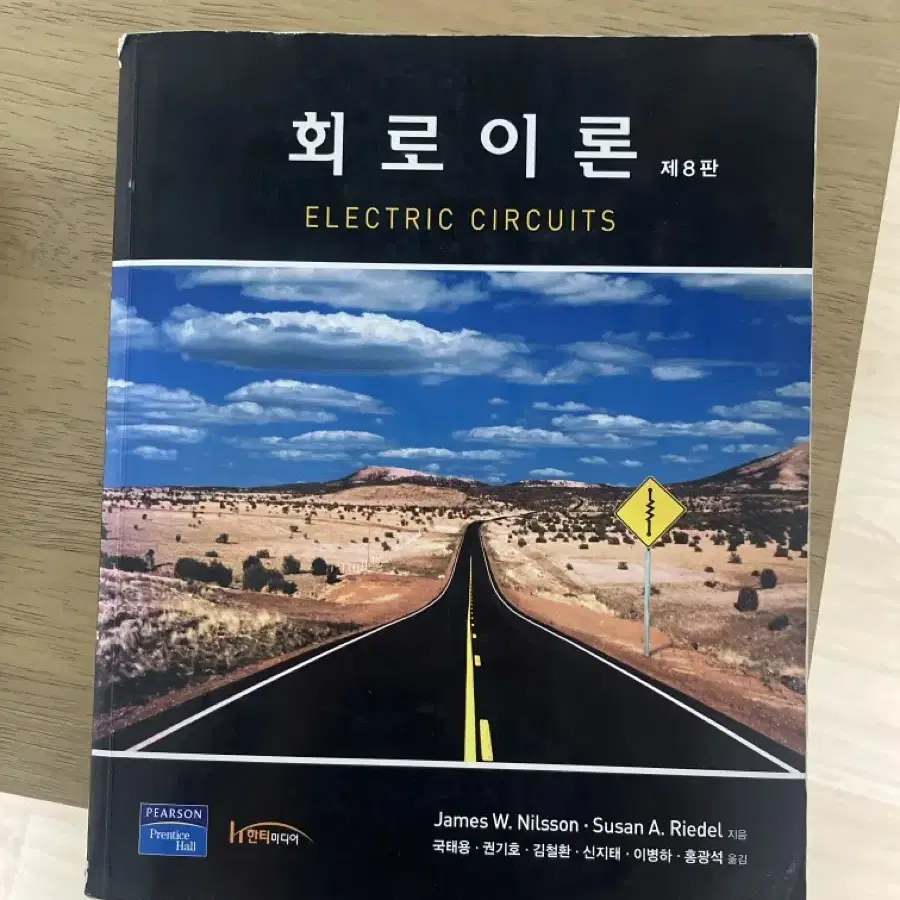 회로이론 제8판
ELECTRIC CIRCUITS
PEARSON
Prentice
Hall
한티미디어
James W. Nilsson · Susan A. Riedel 지음
국태용 · 권기호 · 김철환 · 신지태 · 이병하 · 홍광석 옮김